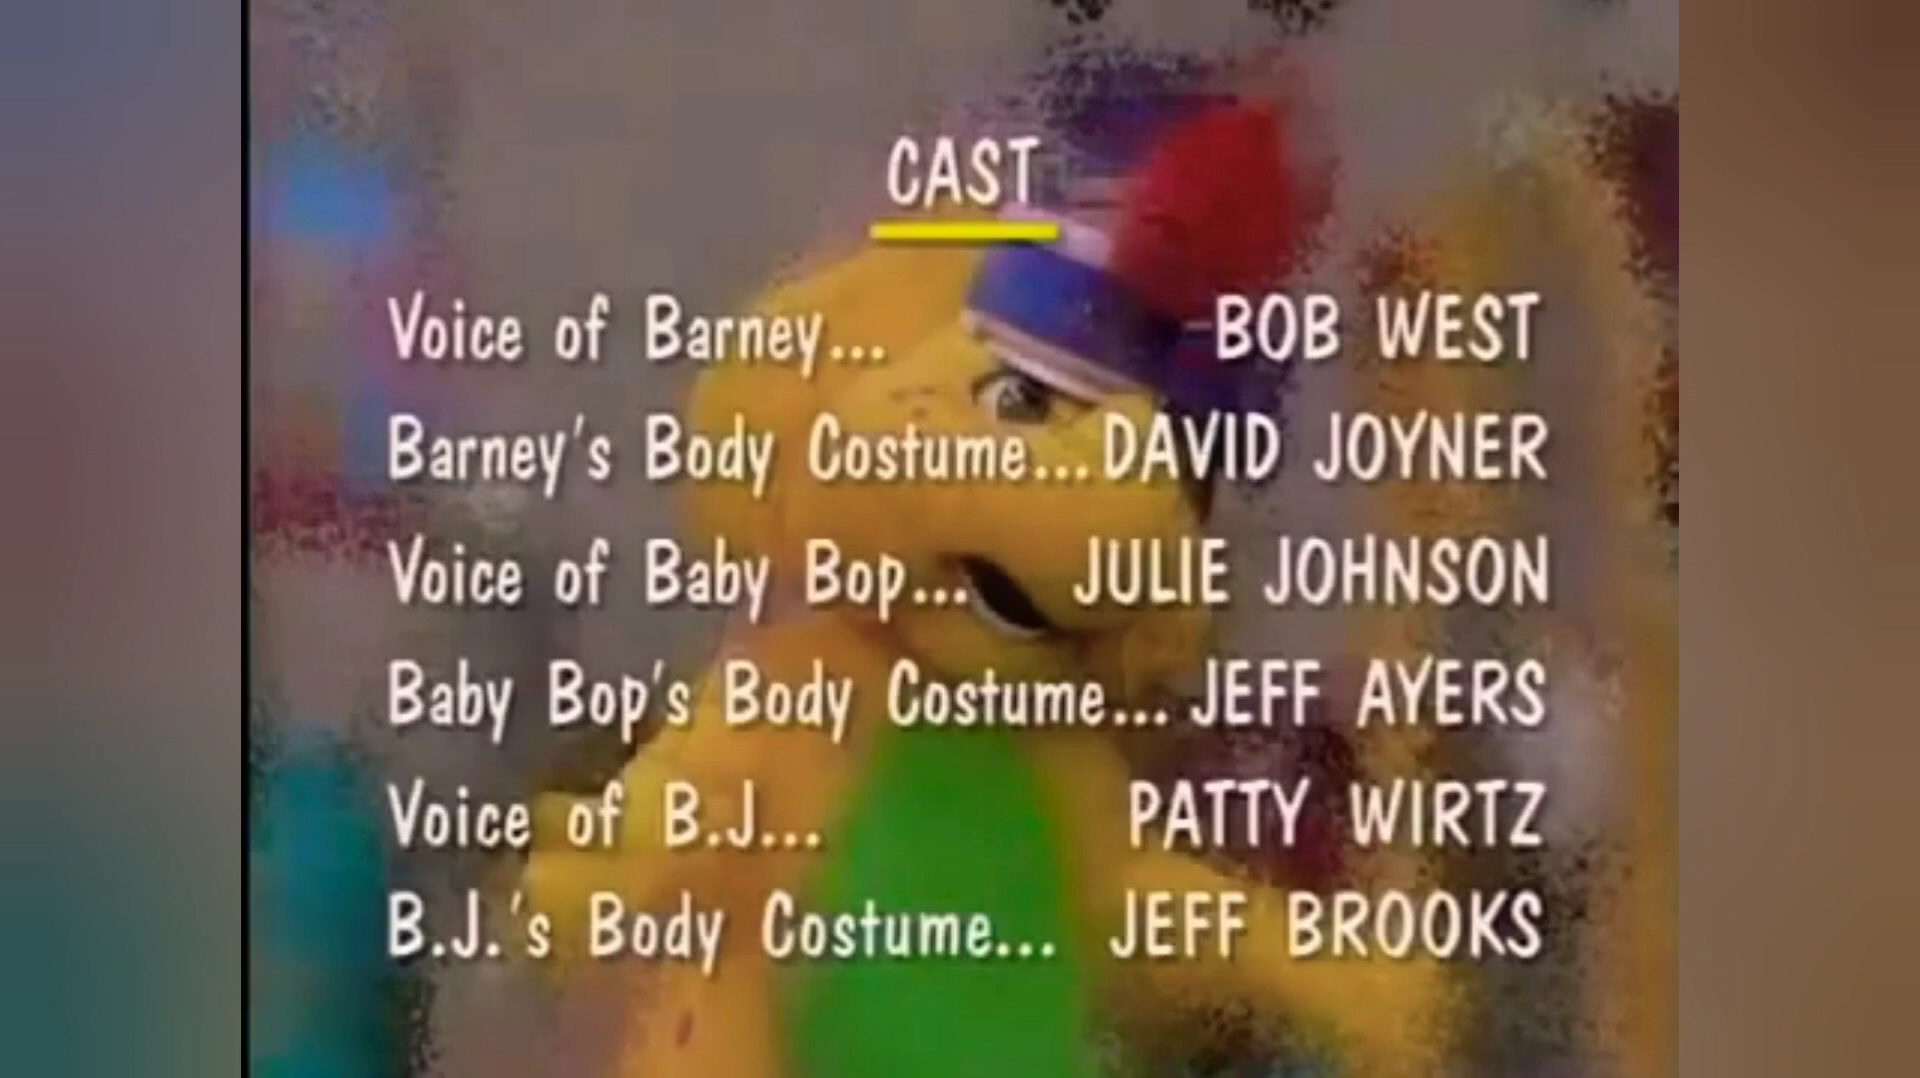 CAST
Voice of Barney... BOB WEST
Barney's Body Costume... DAVID JOYNER
Voice of Baby Bop... JULIE JOHNSON
Baby Bop's Body Costume... JEFF AYERS
Voice of B.J... PATTY WIRTZ
B.J.'s Body Costume... JEFF BROOKS